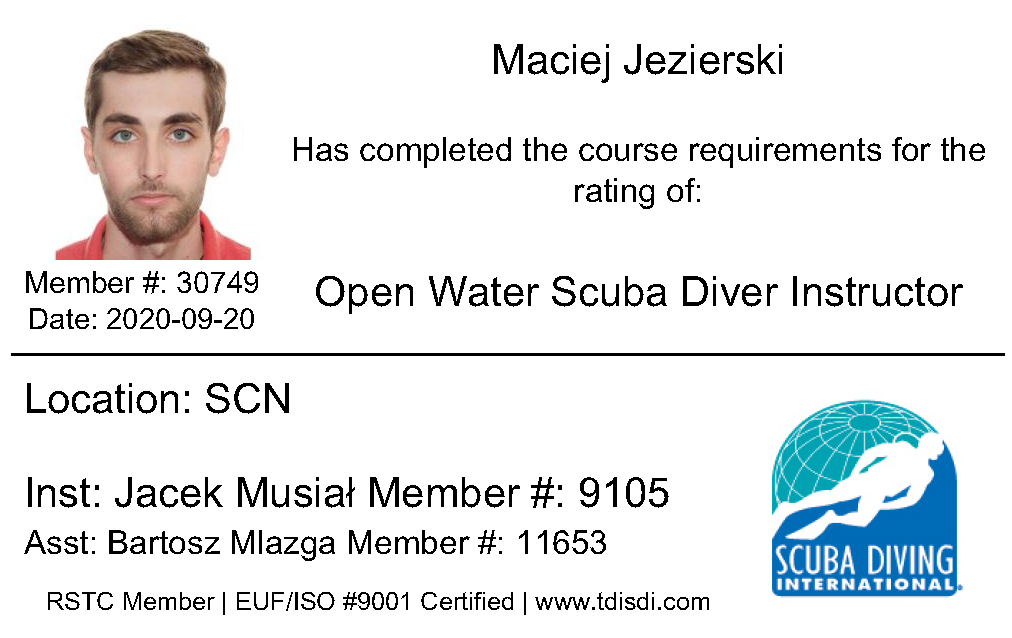 Maciej Jezierski
Has completed the course requirements for the
rating of:
Open Water Scuba Diver Instructor
Member #: 30749
Date: 2020-09-20
Location: SCN
Inst: Jacek Musiał Member #: 9105
Asst: Bartosz Mlazga Member #: 11653
RSTC Member | EUF/ISO #9001 Certified | www.tdisdi.com
SCUBA DIVING
INTERNATIONAL®